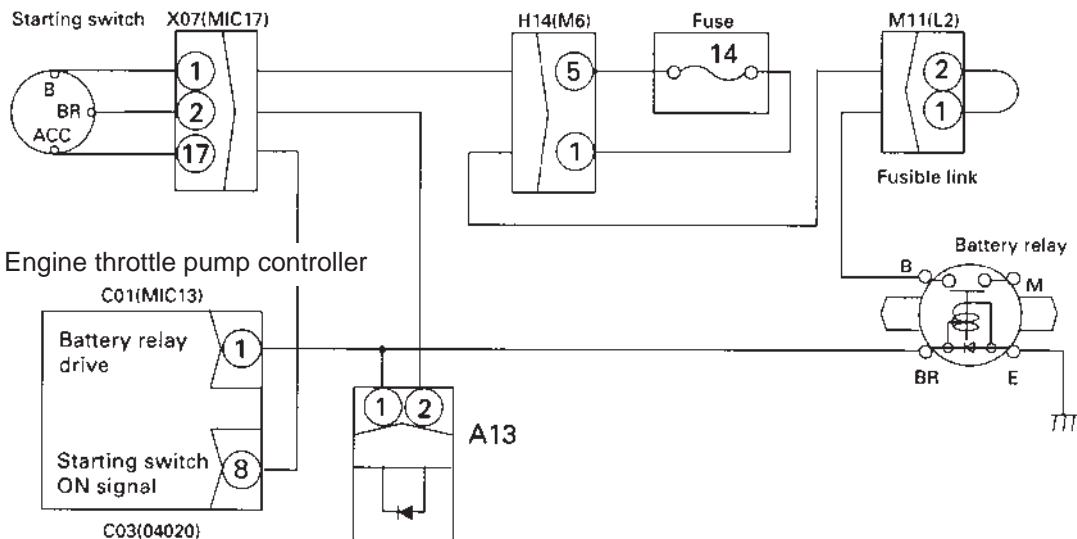 Starting switch
X07(MIC17)
H14(M6)
Fuse
M11(L2)
B
BR
ACC
1
2
17
5
1
14
2
1
Fusible link
Battery relay
B
M
BR
E
Engine throttle pump controller
C01(MIC13)
Battery relay
drive
1
Starting switch
ON signal
8
C03(04020)
1
2
A13